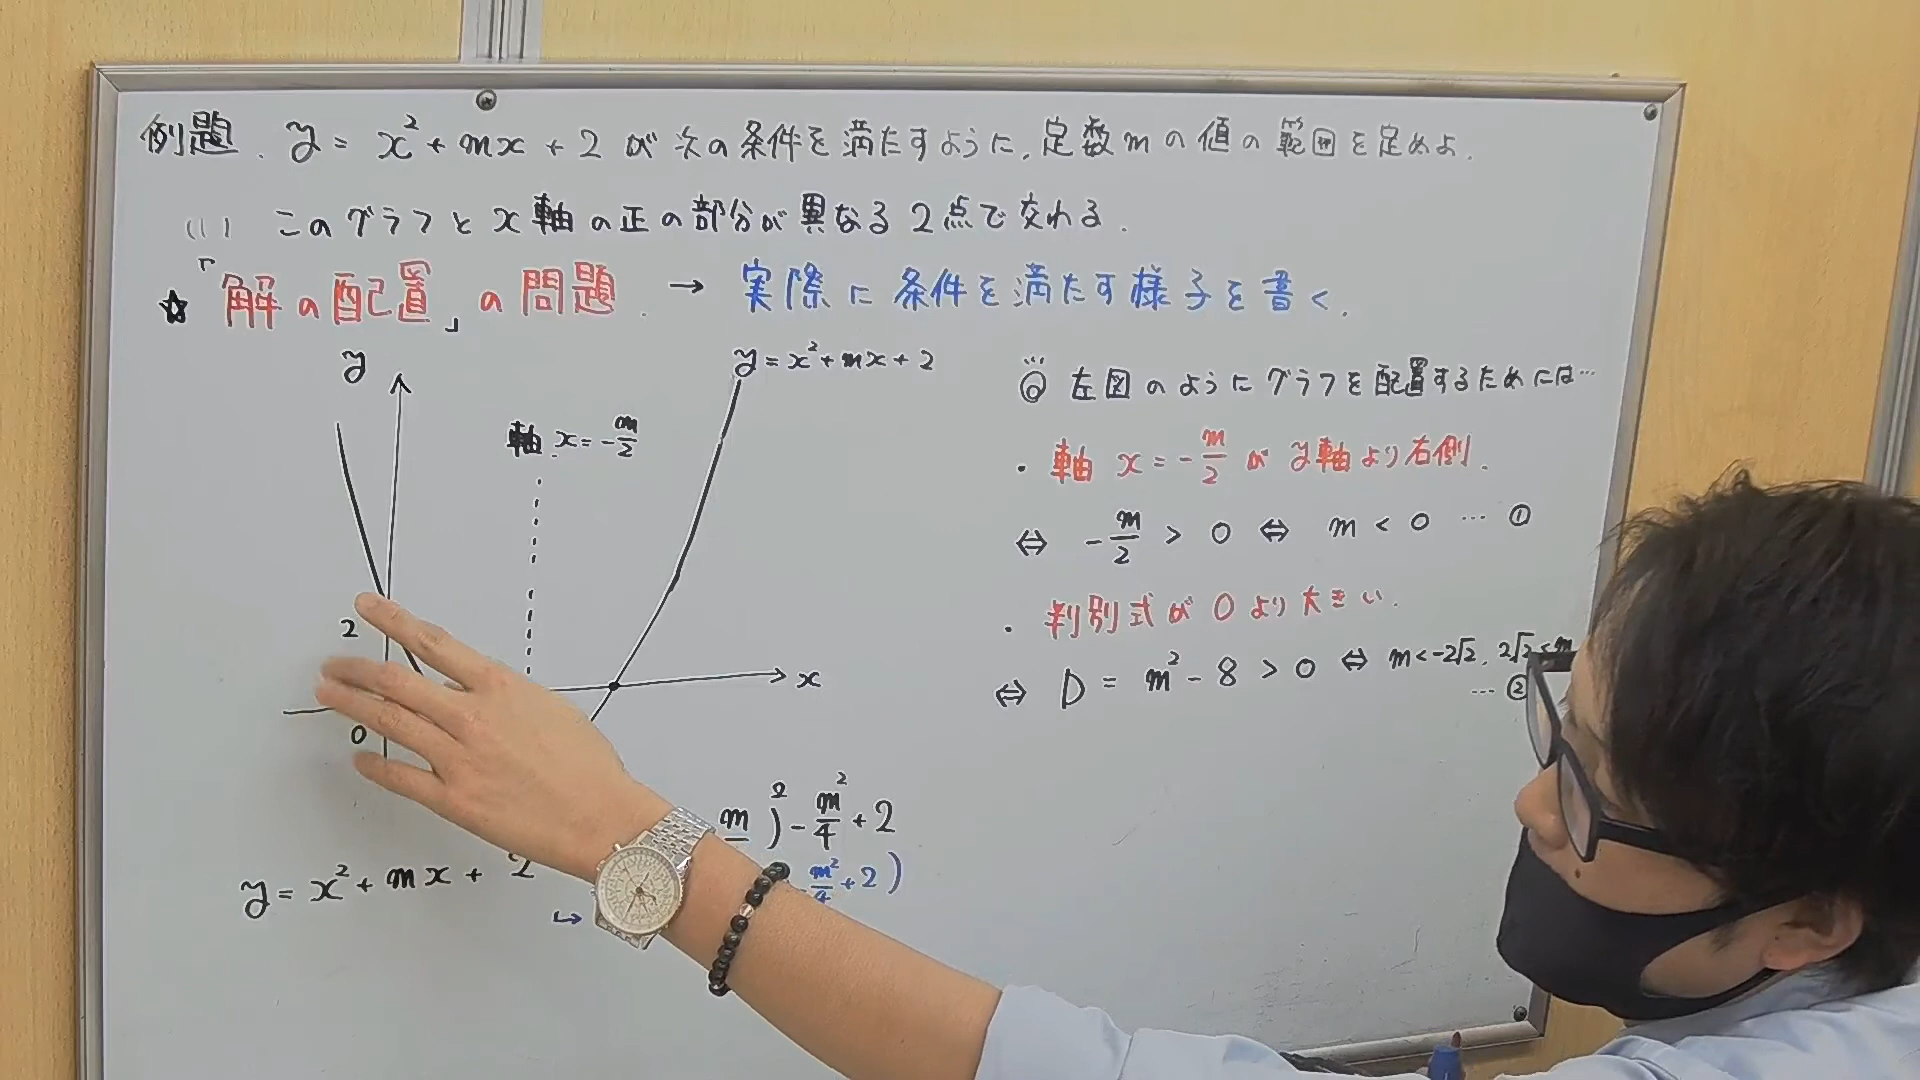 例題. y = x² + mx + 2 が次の条件を満たすように、定数mの値の範囲を定めよ.
(1) このグラフとx軸の正の部分が異なる2点で交わる.
☆「解の配置」の問題. → 実際に条件を満たす様子を書く.
y
y = x² + mx + 2
軸 x = -m/2
2
x
0
◎ 左図のようにグラフを配置するためには…
・軸 x = -m/2 が y軸より右側.
⇔ -m/2 > 0 ⇔ m < 0 … ①
・判別式が0より大きい.
⇔ D = m² - 8 > 0 ⇔ m < -2√2, 2√2 < m
… ②
y = x² + mx + 2
m )² - m²/4 + 2
↳
m²/4 + 2 )